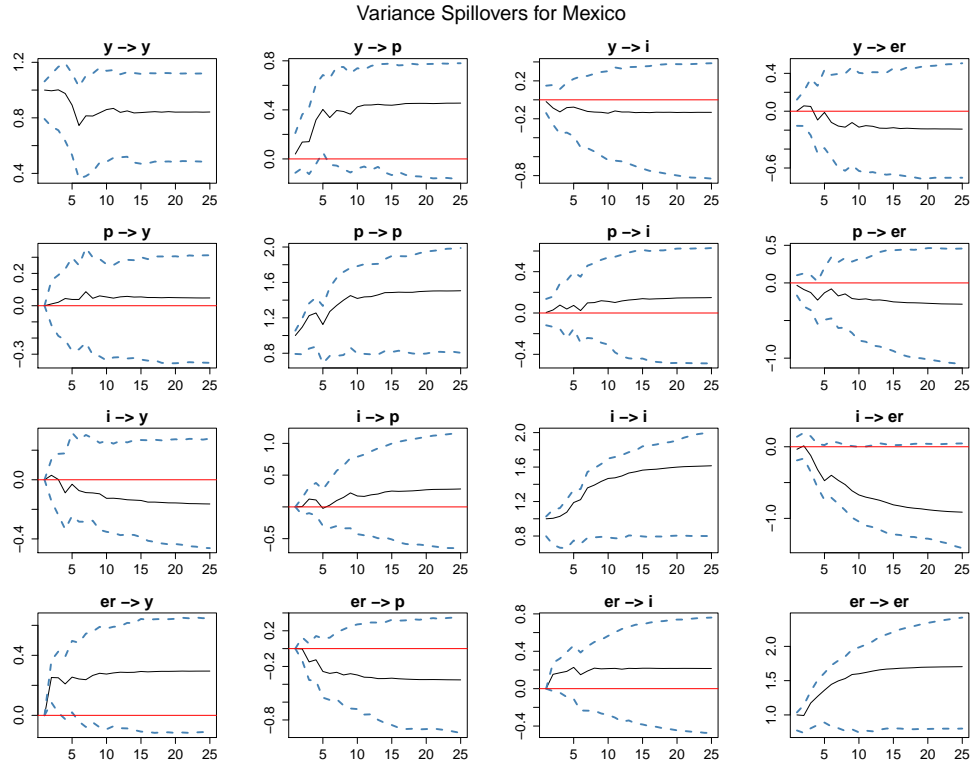 Variance Spillovers for Mexico
y −> y
y −> p
y −> i
y −> er
0.4 0.8 1.2
0.0 0.4 0.8
−0.8 −0.2 0.2
−0.6 0.0 0.4
5 10 15 20 25
5 10 15 20 25
5 10 15 20 25
5 10 15 20 25
p −> y
p −> p
p −> i
p −> er
−0.3 0.0 0.2
0.8 1.2 1.6 2.0
−0.4 0.0 0.4
−1.0 0.0 0.5
5 10 15 20 25
5 10 15 20 25
5 10 15 20 25
5 10 15 20 25
i −> y
i −> p
i −> i
i −> er
−0.4 0.0
−0.5 0.5 1.0
0.8 1.2 1.6 2.0
−1.0 0.0
5 10 15 20 25
5 10 15 20 25
5 10 15 20 25
5 10 15 20 25
er −> y
er −> p
er −> i
er −> er
0.0 0.4
−0.8 −0.2 0.2
−0.4 0.0 0.4 0.8
1.0 1.5 2.0
5 10 15 20 25
5 10 15 20 25
5 10 15 20 25
5 10 15 20 25